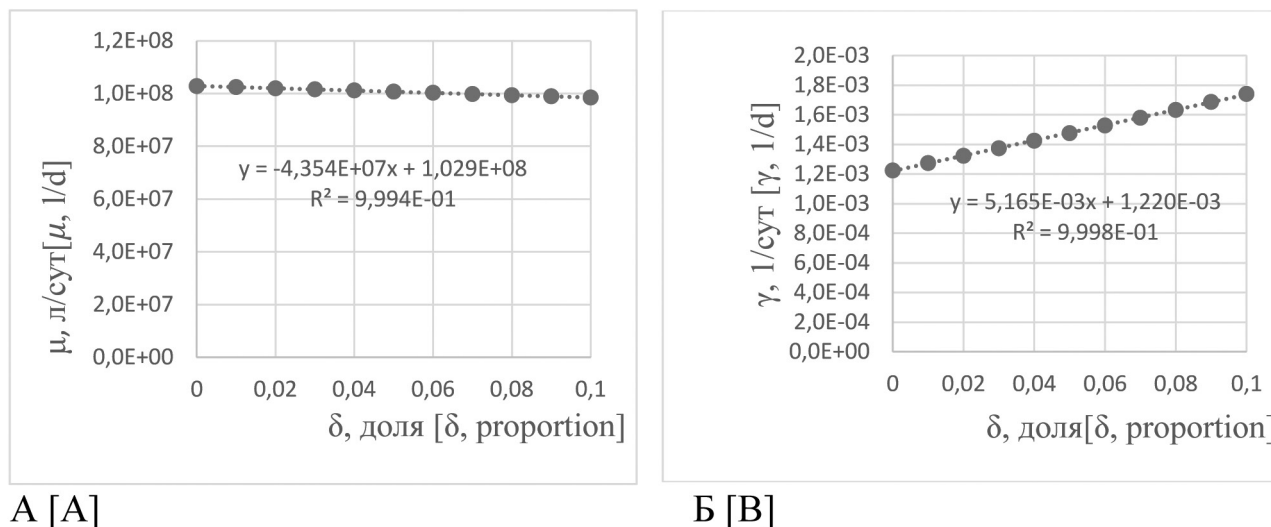 1,2E+08
1,0E+08
8,0E+07
6,0E+07
4,0E+07
2,0E+07
0,0E+00
μ, л/сут[μ, l/d]
y = -4,354E+07x + 1,029E+08
R² = 9,994E-01
0 0,02 0,04 0,06 0,08 0,1
δ, доля [δ, proportion]
А [A]
2,0E-03
1,8E-03
1,6E-03
1,4E-03
1,2E-03
1,0E-03
8,0E-04
6,0E-04
4,0E-04
2,0E-04
0,0E+00
γ, 1/сут [γ, 1/d]
y = 5,165E-03x + 1,220E-03
R² = 9,998E-01
0 0,02 0,04 0,06 0,08 0,1
δ, доля[δ, proportion]
Б [B]